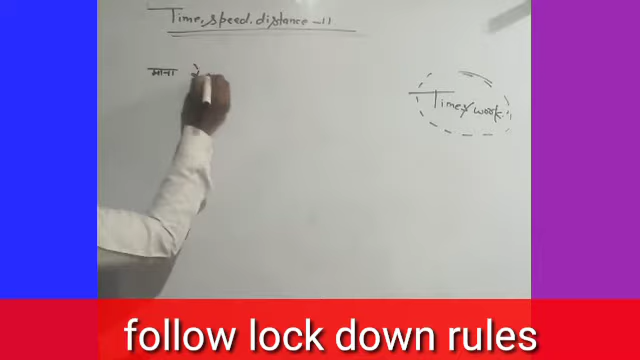 Time, speed. distance -11
माना
Time & work.
follow lock down rules